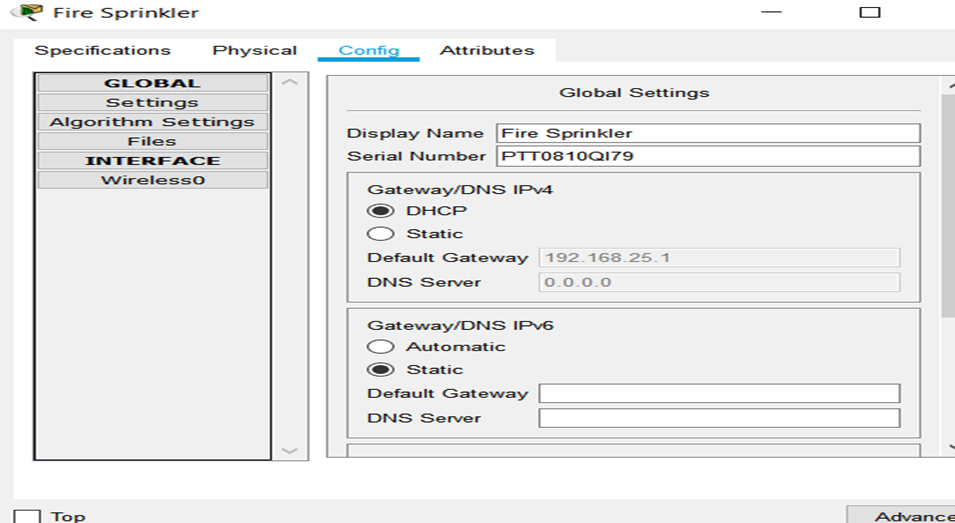 Fire Sprinkler
Specifications Physical Config Attributes
GLOBAL
Settings
Algorithm Settings
Files
INTERFACE
Wireless0
Global Settings
Display Name Fire Sprinkler
Serial Number PTT0810QI79
Gateway/DNS IPv4
DHCP
Static
Default Gateway 192.168.25.1
DNS Server 0.0.0.0
Gateway/DNS IPv6
Automatic
Static
Default Gateway
DNS Server
Top
Advance